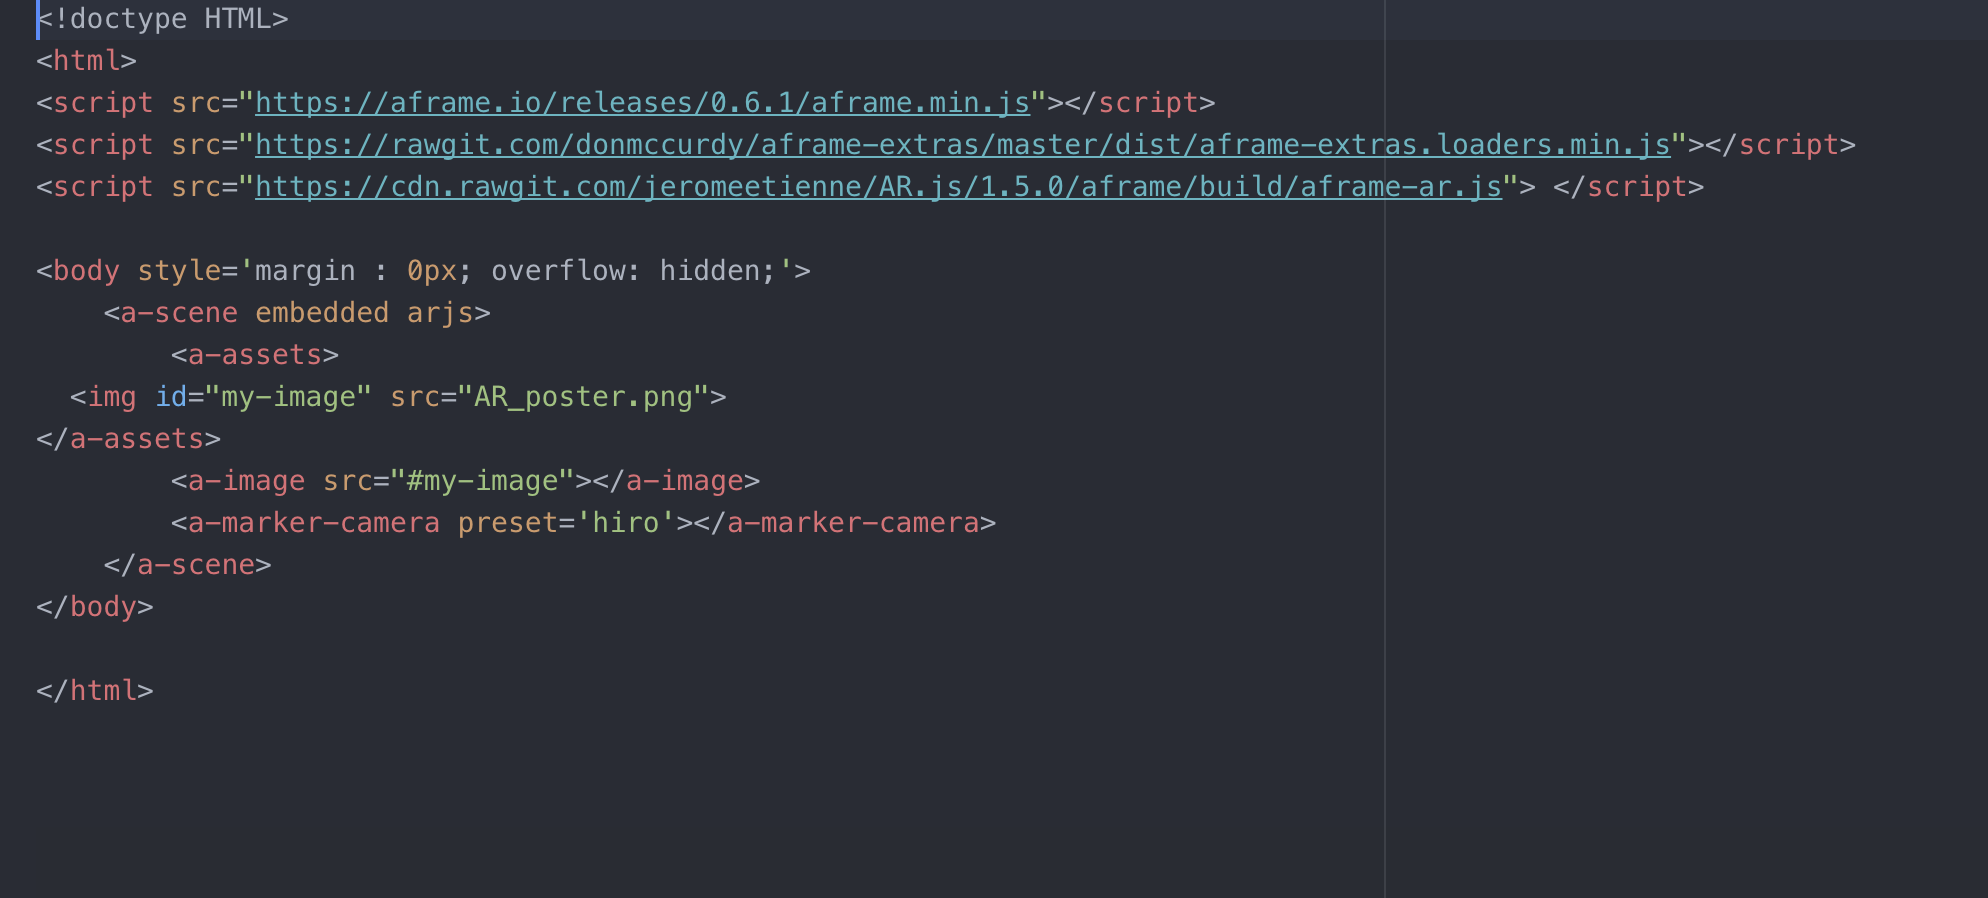 <!doctype HTML>
<html>
<script src="https://aframe.io/releases/0.6.1/aframe.min.js"></script>
<script src="https://rawgit.com/donmccurdy/aframe-extras/master/dist/aframe-extras.loaders.min.js"></script>
<script src="https://cdn.rawgit.com/jeromeetienne/AR.js/1.5.0/aframe/build/aframe-ar.js"> </script>

<body style='margin : 0px; overflow: hidden;'>
    <a-scene embedded arjs>
        <a-assets>
  <img id="my-image" src="AR_poster.png">
</a-assets>
        <a-image src="#my-image"></a-image>
        <a-marker-camera preset='hiro'></a-marker-camera>
    </a-scene>
</body>

</html>